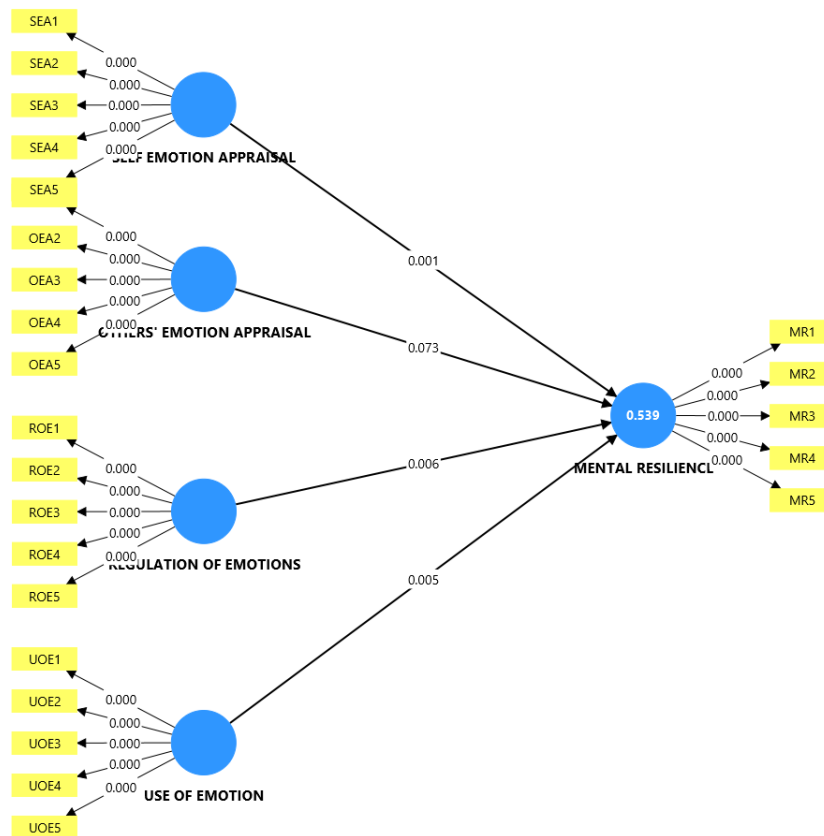 SEA1
0.000
SEA2
0.000
SEA3
0.000
SEA4
0.000
0.000
SELF EMOTION APPRAISAL
SEA5
0.000
OEA2
0.000
OEA3
0.000
OEA4
0.000
0.000
OTHERS' EMOTION APPRAISAL
OEA5
ROE1
0.000
ROE2
0.000
ROE3
0.000
ROE4
0.000
0.000
REGULATION OF EMOTIONS
ROE5
UOE1
0.000
UOE2
0.000
UOE3
0.000
UOE4
0.000
0.000
USE OF EMOTION
UOE5
0.001
0.073
0.006
0.005
0.539
MENTAL RESILIENCE
MR1
0.000
MR2
0.000
MR3
0.000
MR4
0.000
MR5
0.000